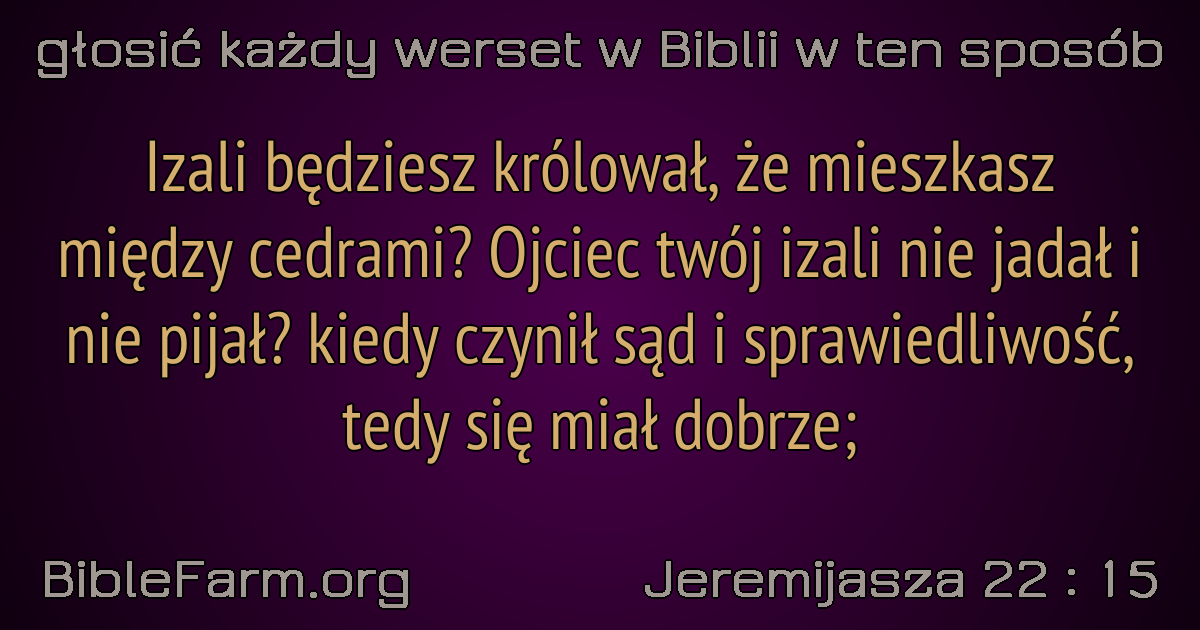 głosić każdy werset w Biblii w ten sposób
Izali będziesz królował, że mieszkasz
między cedrami? Ojciec twój izali nie jadał i
nie pijał? kiedy czynił sąd i sprawiedliwość,
tedy się miał dobrze;
BibleFarm.org
Jeremijasza 22 : 15